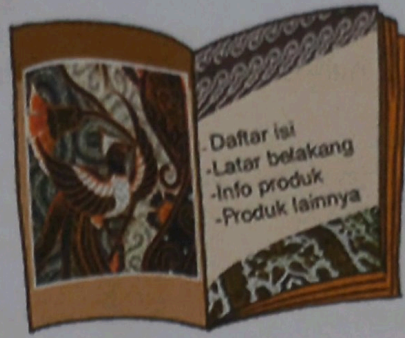 - Daftar isi
-Latar belakang
-Info produk
-Produk lainnya